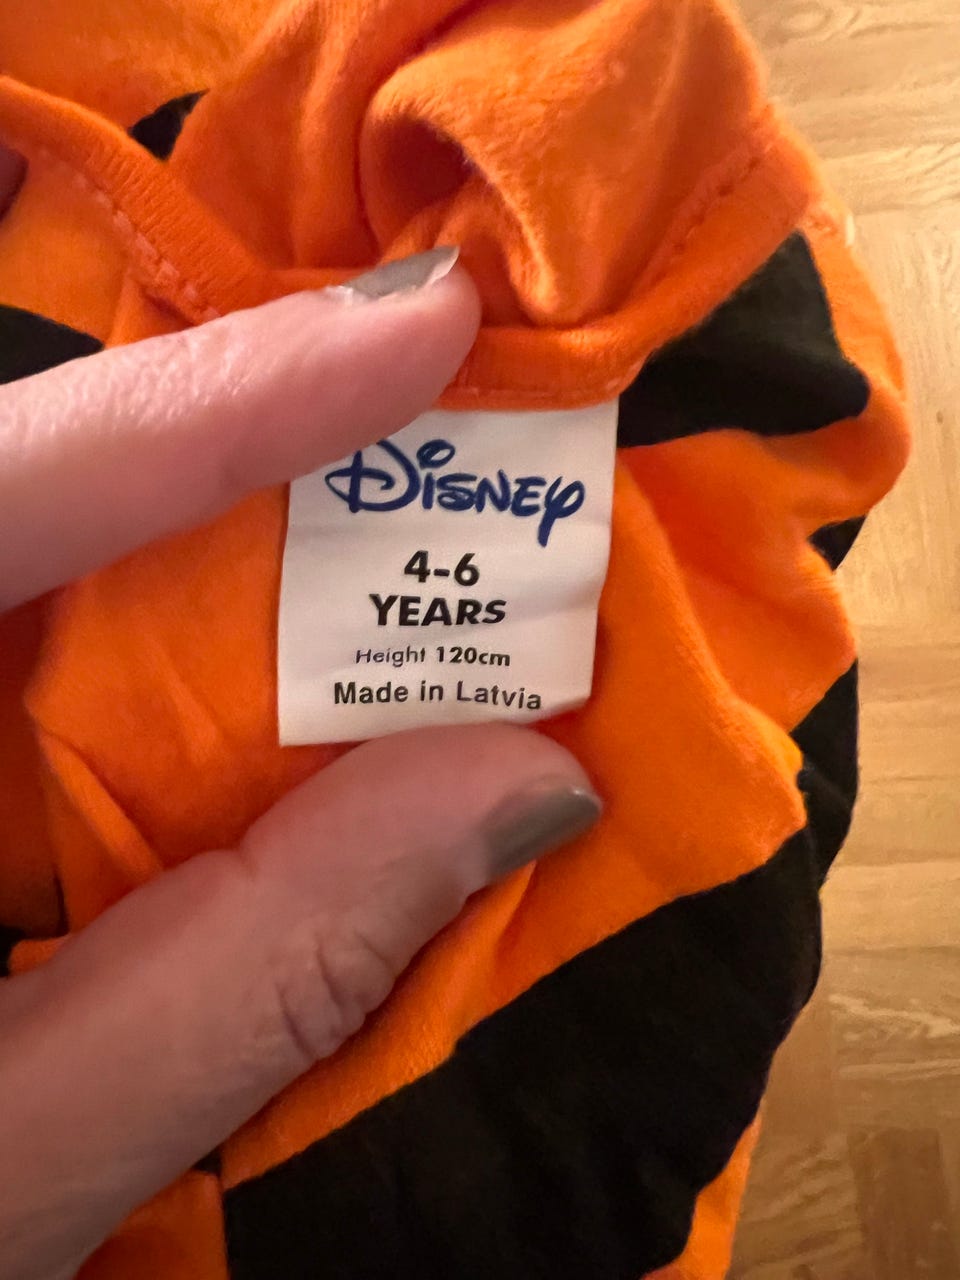 Disney
4-6
YEARS
Height 120cm
Made in Latvia